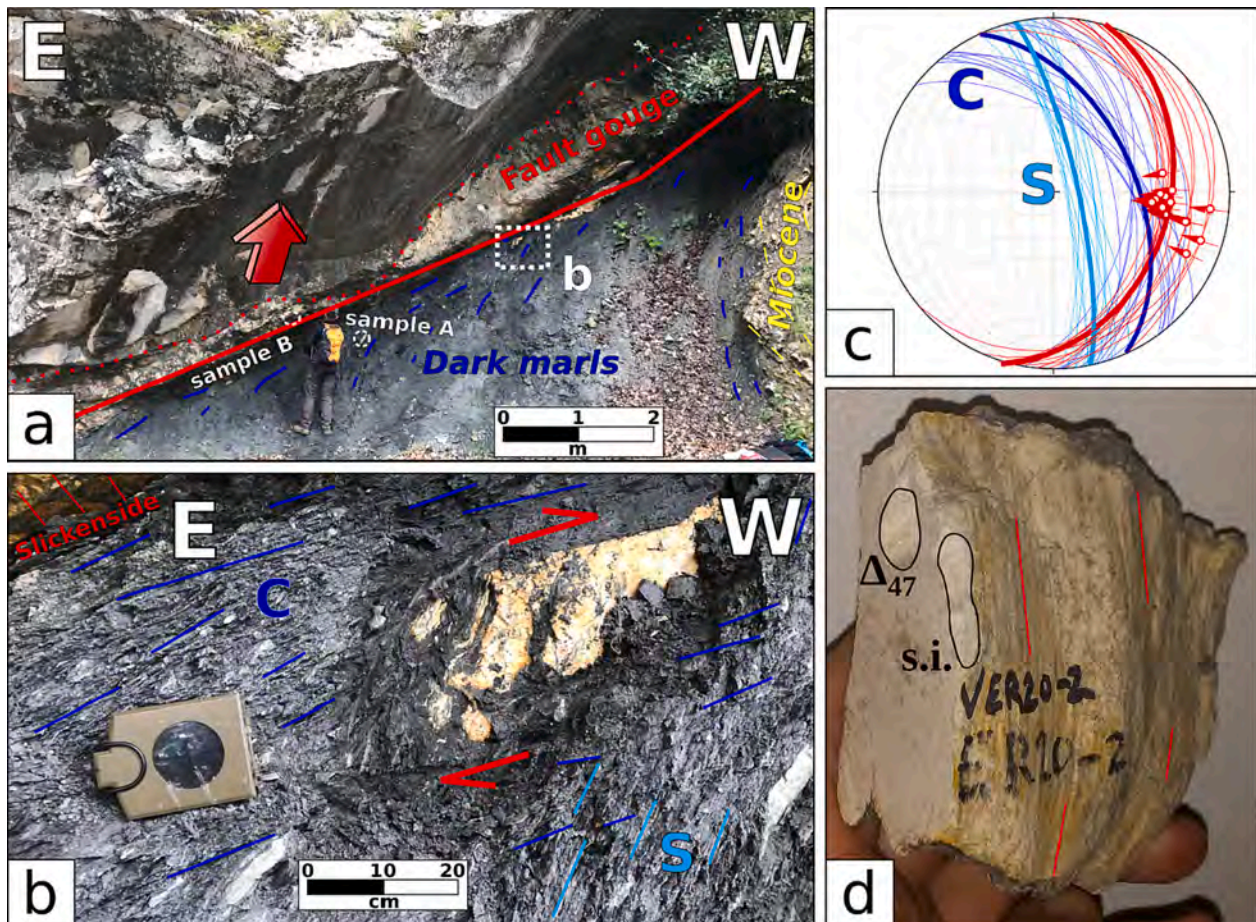 E
W
Fault gouge
Miocene
b
sample A
sample B
Dark marls
0 1 2
m
a
C
S
c
Slickenside
E
W
C
S
0 10 20
cm
b
Δ47
s.i.
VER20-2
d